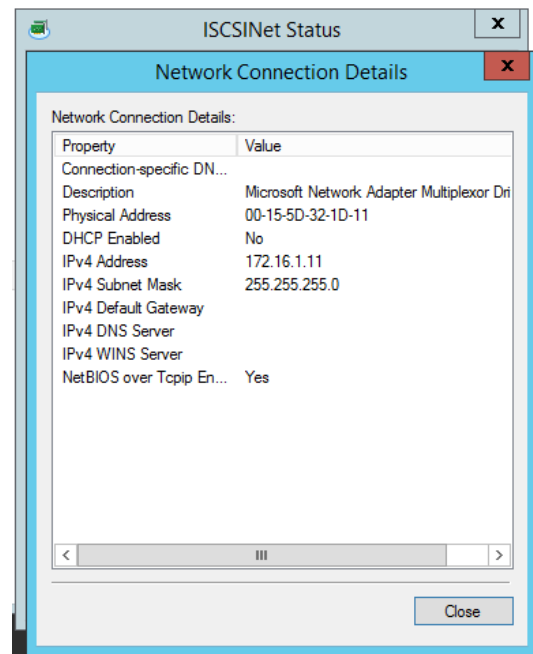 ISCSINet Status
x
Network Connection Details
x
Network Connection Details:
Property Value
Connection-specific DN...
Description Microsoft Network Adapter Multiplexor Dri
Physical Address 00-15-5D-32-1D-11
DHCP Enabled No
IPv4 Address 172.16.1.11
IPv4 Subnet Mask 255.255.255.0
IPv4 Default Gateway
IPv4 DNS Server
IPv4 WINS Server
NetBIOS over Tcpip En... Yes
Close